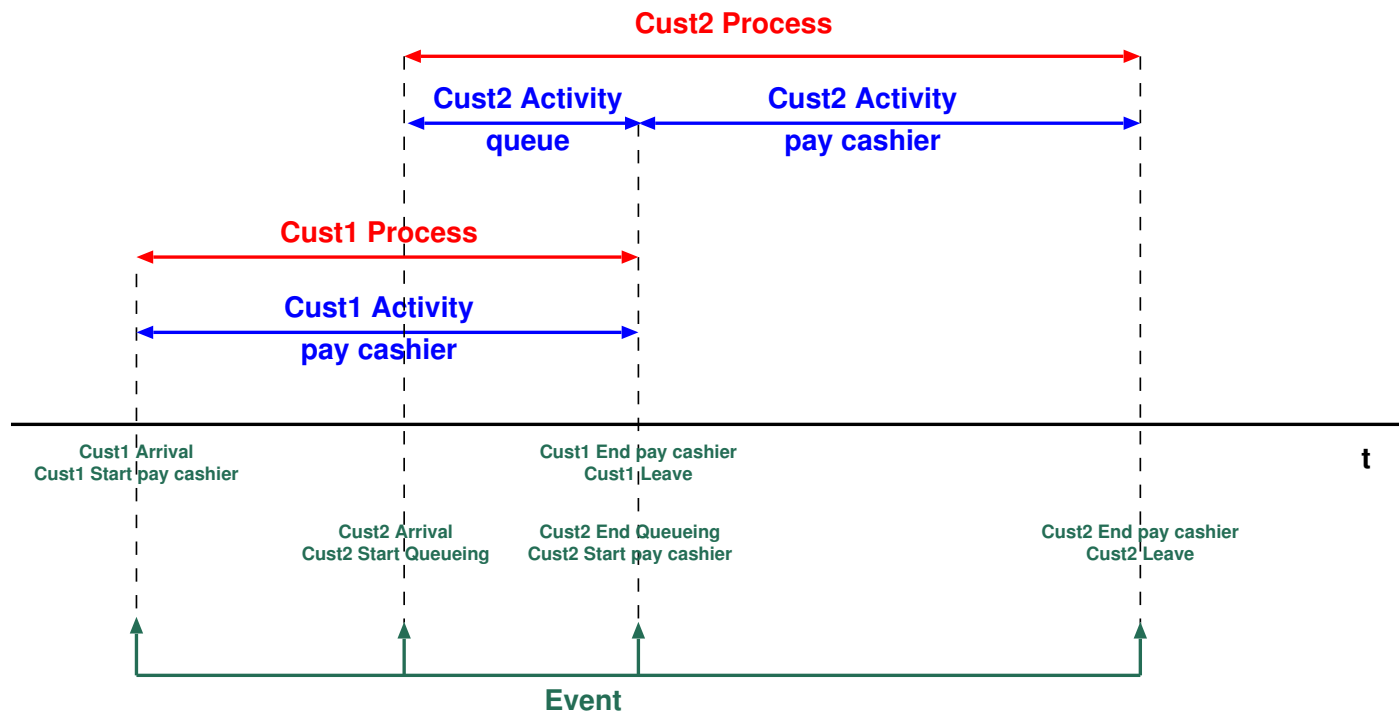 Cust2 Process
Cust2 Activity
queue
Cust2 Activity
pay cashier
Cust1 Process
Cust1 Activity
pay cashier
Cust1 Arrival
Cust1 Start pay cashier
Cust1 End pay cashier
Cust1 Leave
t
Cust2 Arrival
Cust2 Start Queueing
Cust2 End Queueing
Cust2 Start pay cashier
Cust2 End pay cashier
Cust2 Leave
Event